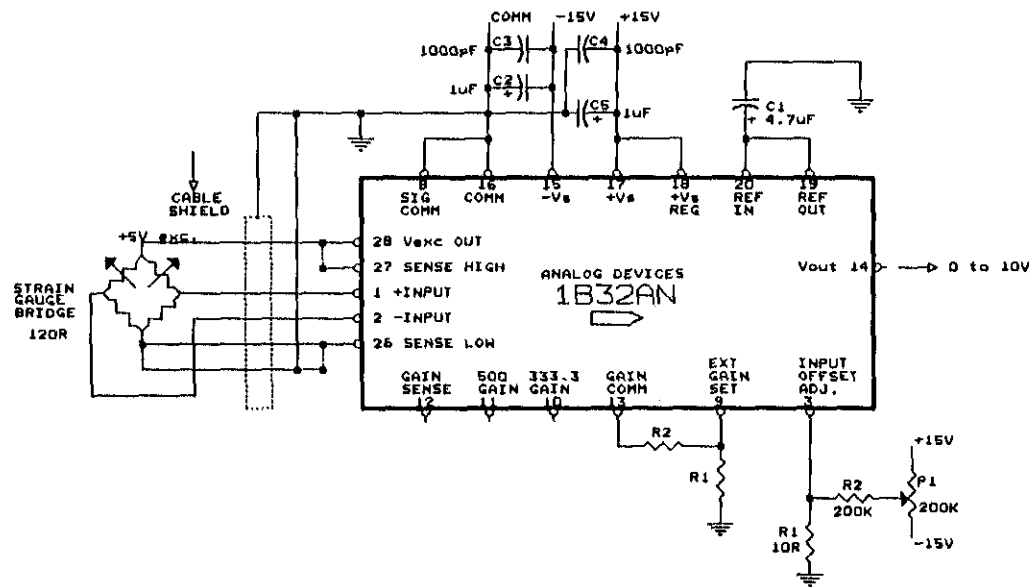 COMM -15V +15V
1000pF C3 C4 1000pF
1uF C2 +
C5 + 1uF
C1
+ 4.7uF
8 16 15 17 18 20 19
SIG COMM COMM -Vs +Vs +Vs REG REF IN REF OUT
CABLE SHIELD
+5V exc.
28 Vexc OUT
27 SENSE HIGH
1 +INPUT
2 -INPUT
26 SENSE LOW
STRAIN
GAUGE
BRIDGE
120R
ANALOG DEVICES
1B32AN
Vout 14 0 to 10V
GAIN SENSE 500 GAIN 333.3 GAIN GAIN COMM EXT GAIN SET INPUT OFFSET ADJ.
12 11 10 13 9 3
R2
R1
+15V
R2 P1
200K 200K
-15V
R1
10R